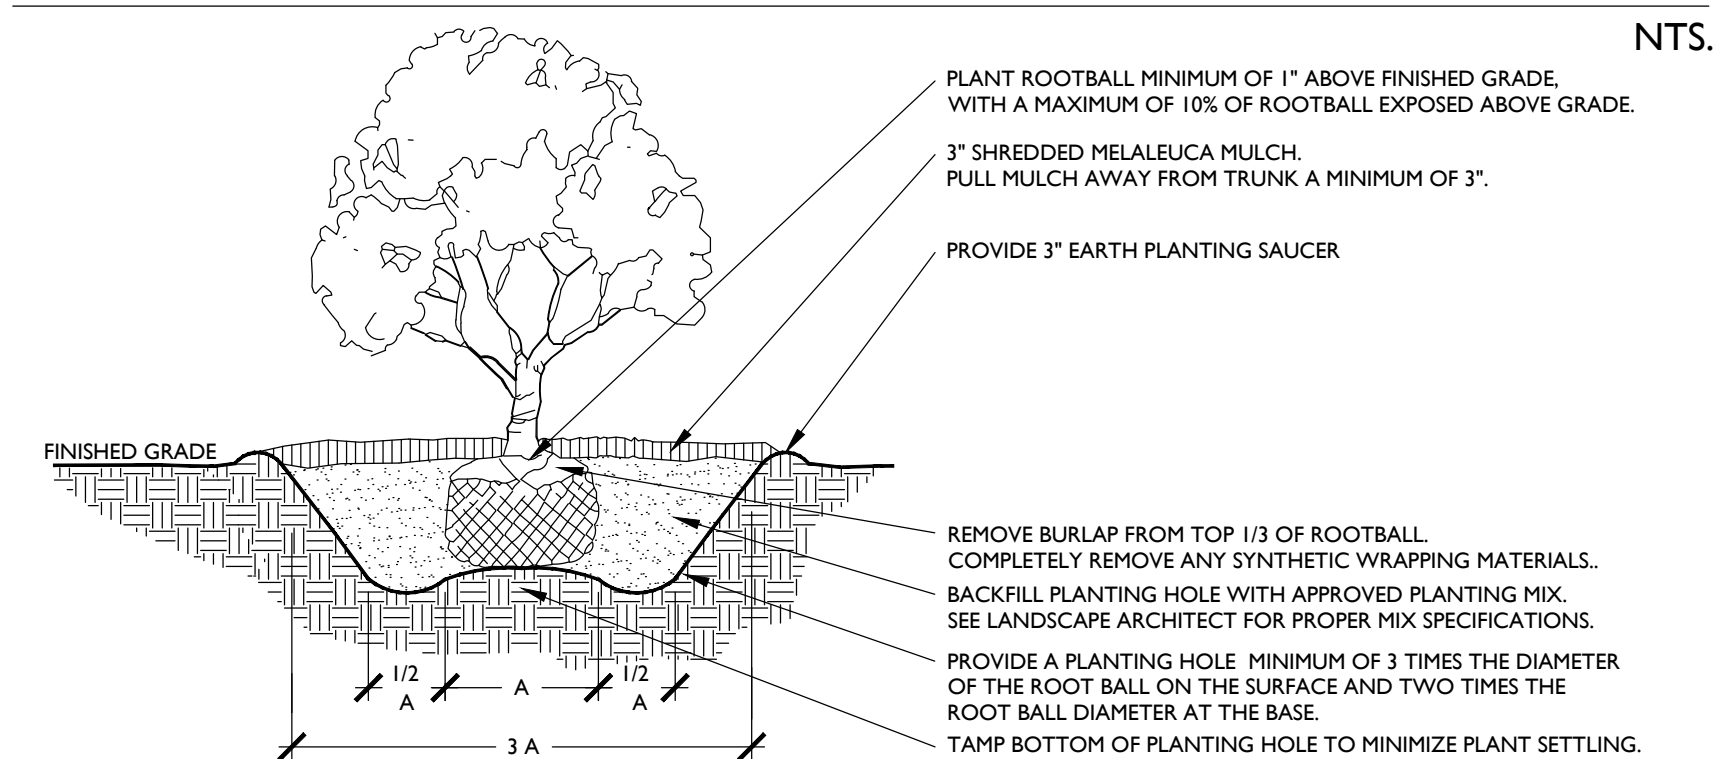 NTS.
PLANT ROOTBALL MINIMUM OF 1" ABOVE FINISHED GRADE,
WITH A MAXIMUM OF 10% OF ROOTBALL EXPOSED ABOVE GRADE.
3" SHREDDED MELALEUCA MULCH.
PULL MULCH AWAY FROM TRUNK A MINIMUM OF 3".
PROVIDE 3" EARTH PLANTING SAUCER
FINISHED GRADE
REMOVE BURLAP FROM TOP 1/3 OF ROOTBALL.
COMPLETELY REMOVE ANY SYNTHETIC WRAPPING MATERIALS..
BACKFILL PLANTING HOLE WITH APPROVED PLANTING MIX.
SEE LANDSCAPE ARCHITECT FOR PROPER MIX SPECIFICATIONS.
PROVIDE A PLANTING HOLE  MINIMUM OF 3 TIMES THE DIAMETER
OF THE ROOT BALL ON THE SURFACE AND TWO TIMES THE
ROOT BALL DIAMETER AT THE BASE.
TAMP BOTTOM OF PLANTING HOLE TO MINIMIZE PLANT SETTLING.
1/2
A
A
1/2
A
3 A